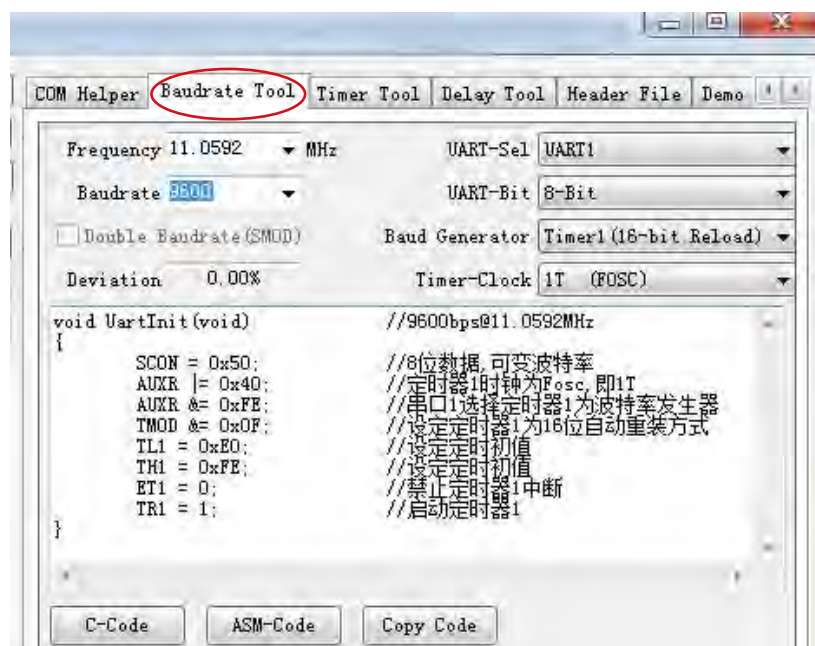 COM Helper Baudrate Tool Timer Tool Delay Tool Header File Demo
Frequency 11.0592 MHz UART-Sel UART1
Baudrate 9600 UART-Bit 8-Bit
Double Baudrate(SMOD) Baud Generator Timer1(16-bit Reload)
Deviation 0.00% Timer-Clock 1T (FOSC)
void UartInit(void) //9600bps@11.0592MHz
{
SCON = 0x50; //8位数据,可变波特率
AUXR |= 0x40; //定时器1时钟为Fosc,即1T
AUXR &= 0xFE; //串口1选择定时器1为波特率发生器
TMOD &= 0x0F; //设定定时器1为16位自动重装方式
TL1 = 0xE0; //设定定时初值
TH1 = 0xFE; //设定定时初值
ET1 = 0; //禁止定时器1中断
TR1 = 1; //启动定时器1
}
C-Code ASM-Code Copy Code